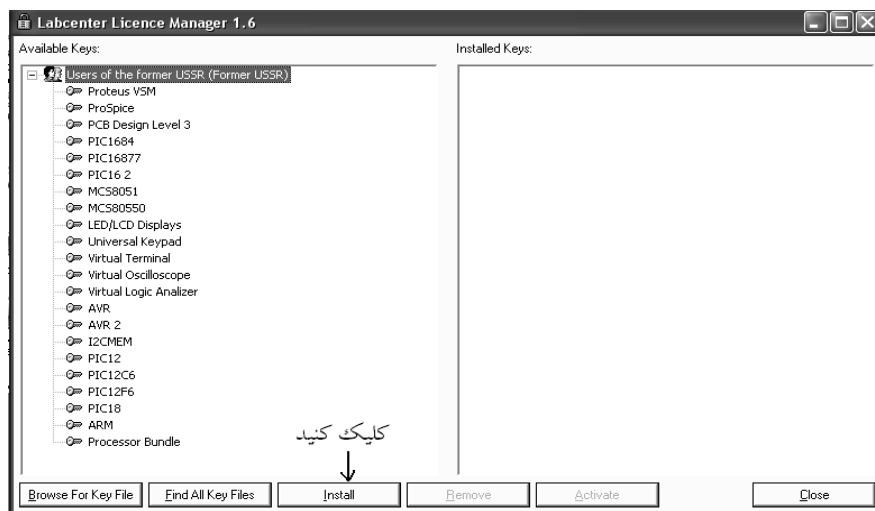 Labcenter Licence Manager 1.6
Available Keys:
Installed Keys:
Users of the former USSR (Former USSR)
Proteus VSM
ProSpice
PCB Design Level 3
PIC1684
PIC16877
PIC16 2
MCS8051
MCS80550
LED/LCD Displays
Universal Keypad
Virtual Terminal
Virtual Oscilloscope
Virtual Logic Analizer
AVR
AVR 2
I2CMEM
PIC12
PIC12C6
PIC12F6
PIC18
ARM
Processor Bundle
کلیک کنید
Browse For Key File
Find All Key Files
Install
Remove
Activate
Close